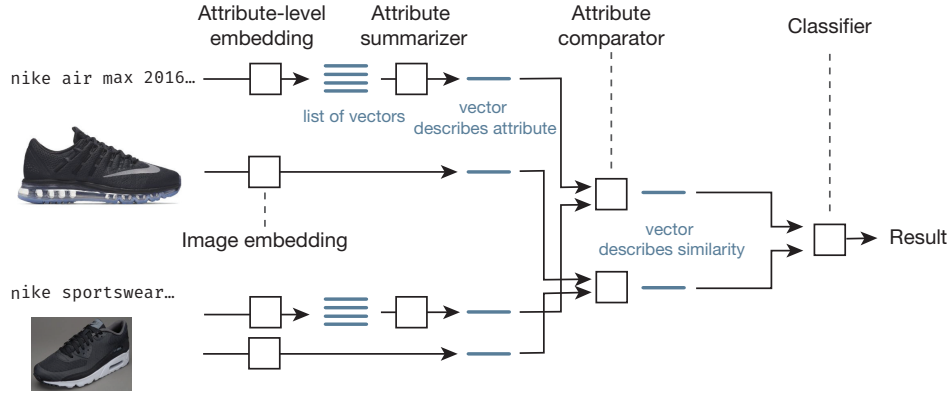 Attribute-level
embedding
Attribute
summarizer
Attribute
comparator
Classifier
nike air max 2016…
list of vectors
vector
describes attribute
Image embedding
vector
describes similarity
Result
nike sportswear…